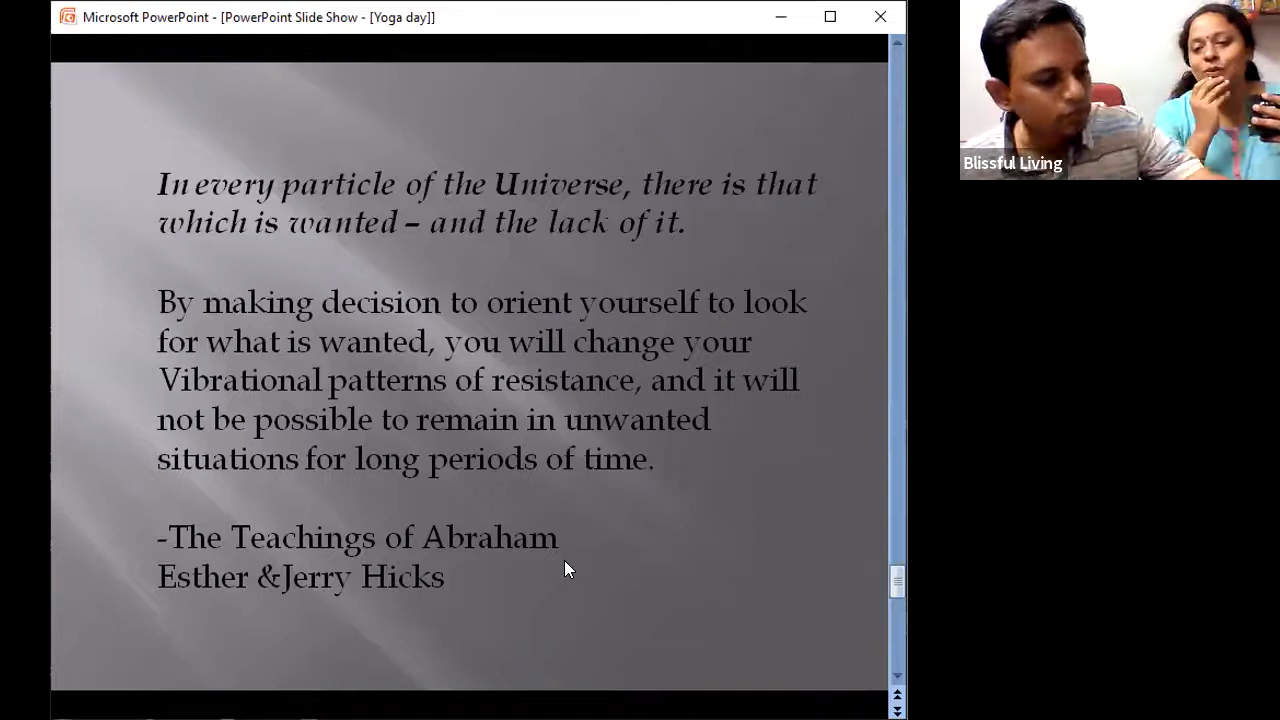 Microsoft PowerPoint - [PowerPoint Slide Show - [Yoga day]]
In every particle of the Universe, there is that
which is wanted – and the lack of it.
By making decision to orient yourself to look
for what is wanted, you will change your
Vibrational patterns of resistance, and it will
not be possible to remain in unwanted
situations for long periods of time.
-The Teachings of Abraham
Esther &Jerry Hicks
Blissful Living